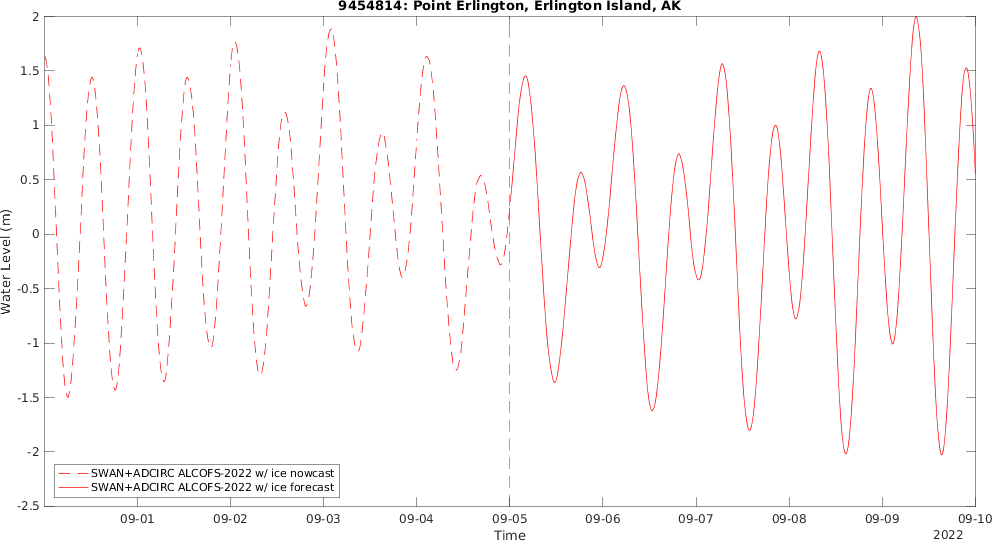 9454814: Point Erlington, Erlington Island, AK
2
1.5
1
0.5
0
-0.5
-1
-1.5
-2
-2.5
Water Level (m)
SWAN+ADCIRC ALCOFS-2022 w/ ice nowcast
SWAN+ADCIRC ALCOFS-2022 w/ ice forecast
09-01 09-02 09-03 09-04 09-05 09-06 09-07 09-08 09-09 09-10
Time
2022